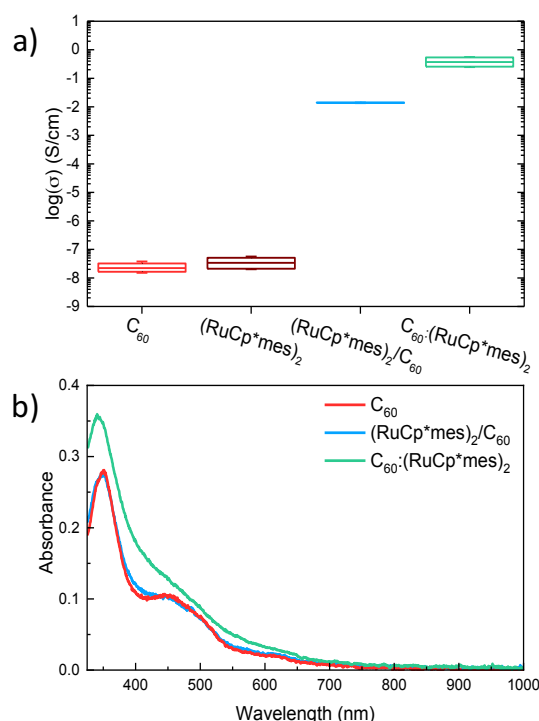 a)
1
0
-1
-2
-3
-4
-5
-6
-7
-8
-9
log(σ) (S/cm)
C60
(RuCp*mes)2
(RuCp*mes)2/C60
C60:(RuCp*mes)2
b)
0.4
0.3
0.2
0.1
0.0
Absorbance
C60
(RuCp*mes)2/C60
C60:(RuCp*mes)2
400 500 600 700 800 900 1000
Wavelength (nm)